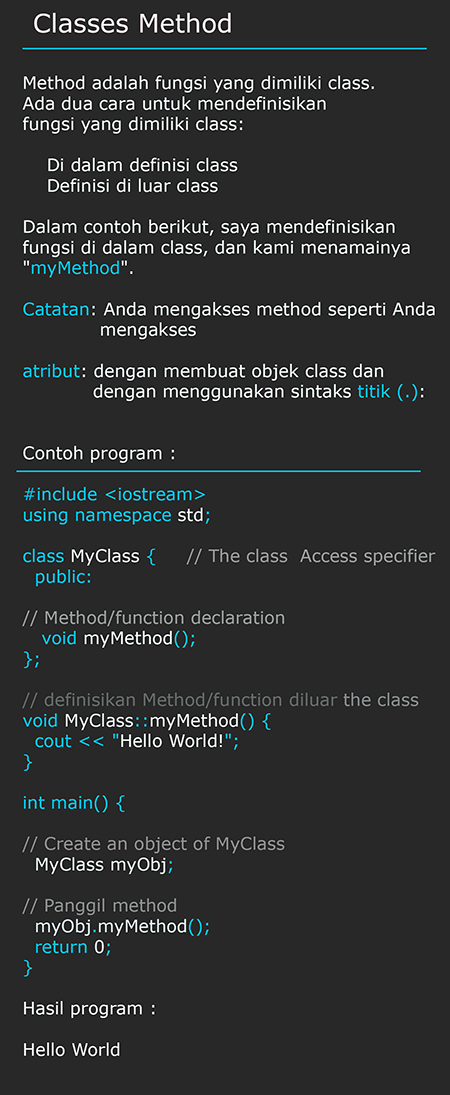 Classes Method
Method adalah fungsi yang dimiliki class.
Ada dua cara untuk mendefinisikan
fungsi yang dimiliki class:
Di dalam definisi class
Definisi di luar class
Dalam contoh berikut, saya mendefinisikan
fungsi di dalam class, dan kami menamainya
"myMethod".
Catatan: Anda mengakses method seperti Anda
mengakses
atribut: dengan membuat objek class dan
dengan menggunakan sintaks titik (.):
Contoh program :
#include <iostream>
using namespace std;
class MyClass {     // The class  Access specifier
  public:
// Method/function declaration
   void myMethod();
};
// definisikan Method/function diluar the class
void MyClass::myMethod() {
  cout << "Hello World!";
}
int main() {
// Create an object of MyClass
  MyClass myObj;
// Panggil method
  myObj.myMethod();
  return 0;
}
Hasil program :
Hello World